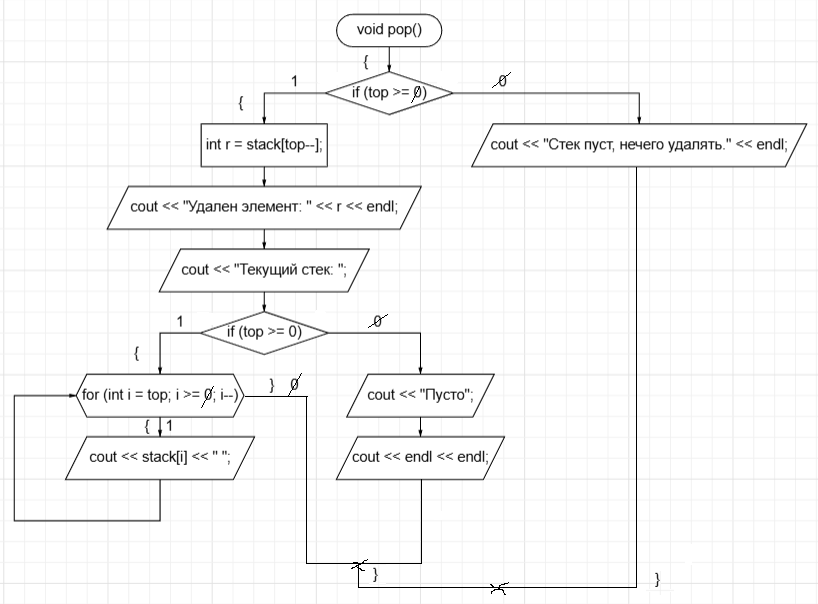 void pop()
{
1
0
{
if (top >= 0)
int r = stack[top--];
cout << "Стек пуст, нечего удалять." << endl;
cout << "Удален элемент: " << r << endl;
cout << "Текущий стек: ";
1
0
if (top >= 0)
{
for (int i = top; i >= 0; i--)
} 0
cout << "Пусто";
{ 1
cout << stack[i] << " ";
cout << endl << endl;
}
}